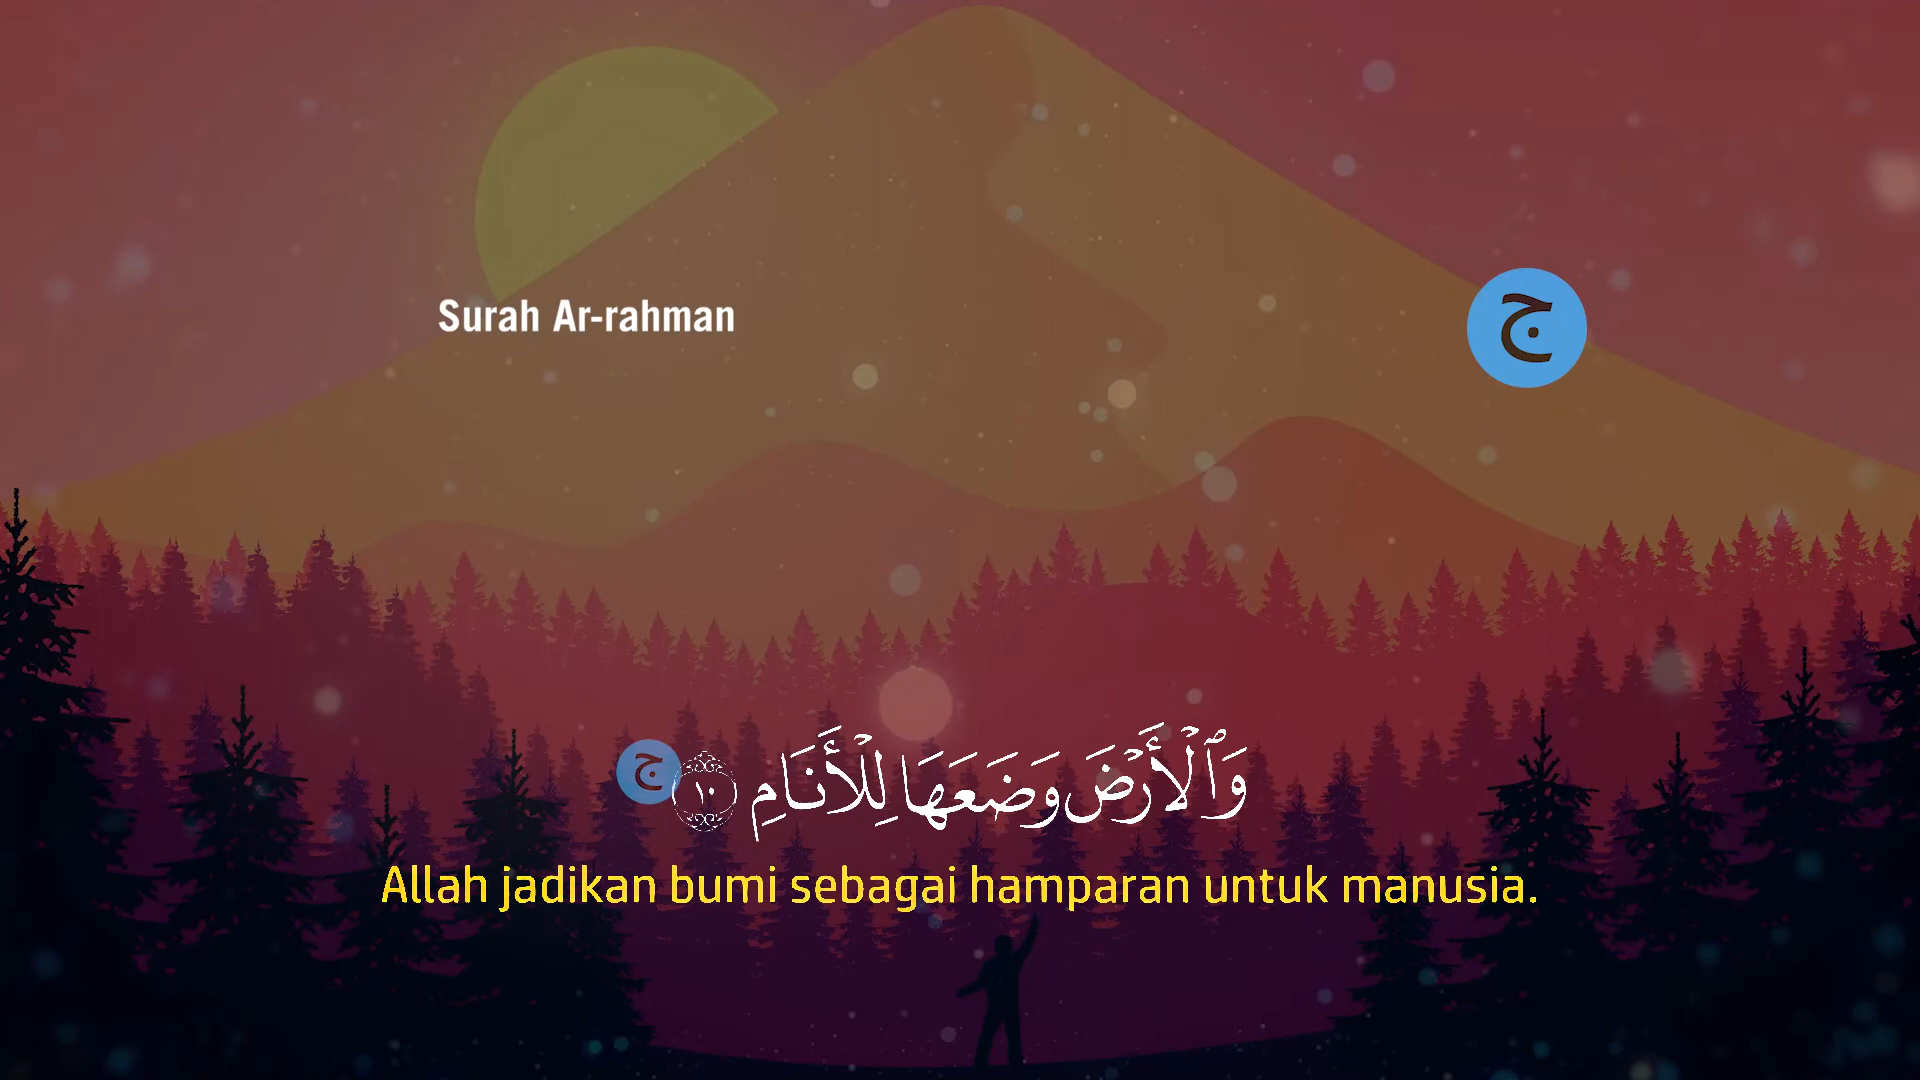 Surah Ar-rahman
ج
وَٱلْأَرْضَ وَضَعَهَا لِلْأَنَامِ ١٠ ج
Allah jadikan bumi sebagai hamparan untuk manusia.